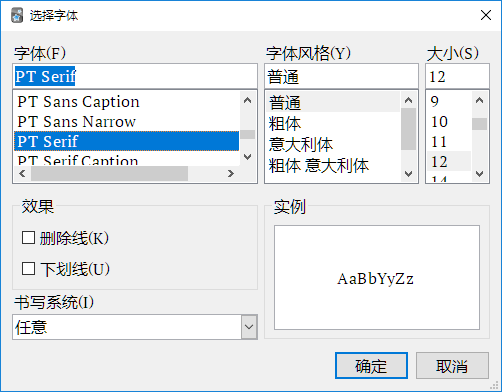 选择字体
字体(F)
字体风格(Y)
大小(S)
PT Serif
普通
12
PT Sans Caption
PT Sans Narrow
PT Serif
PT Serif Caption
普通
粗体
意大利体
粗体 意大利体
9
10
11
12
14
效果
删除线(K)
下划线(U)
书写系统(I)
任意
实例
AaBbYyZz
确定
取消